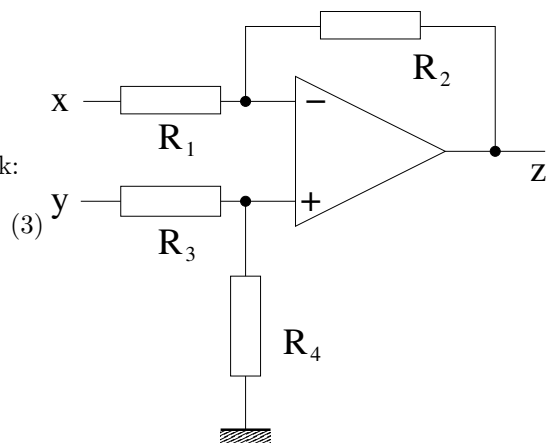 R₂
x
−
R₁
k:
z
y
+
(3)
R₃
R₄